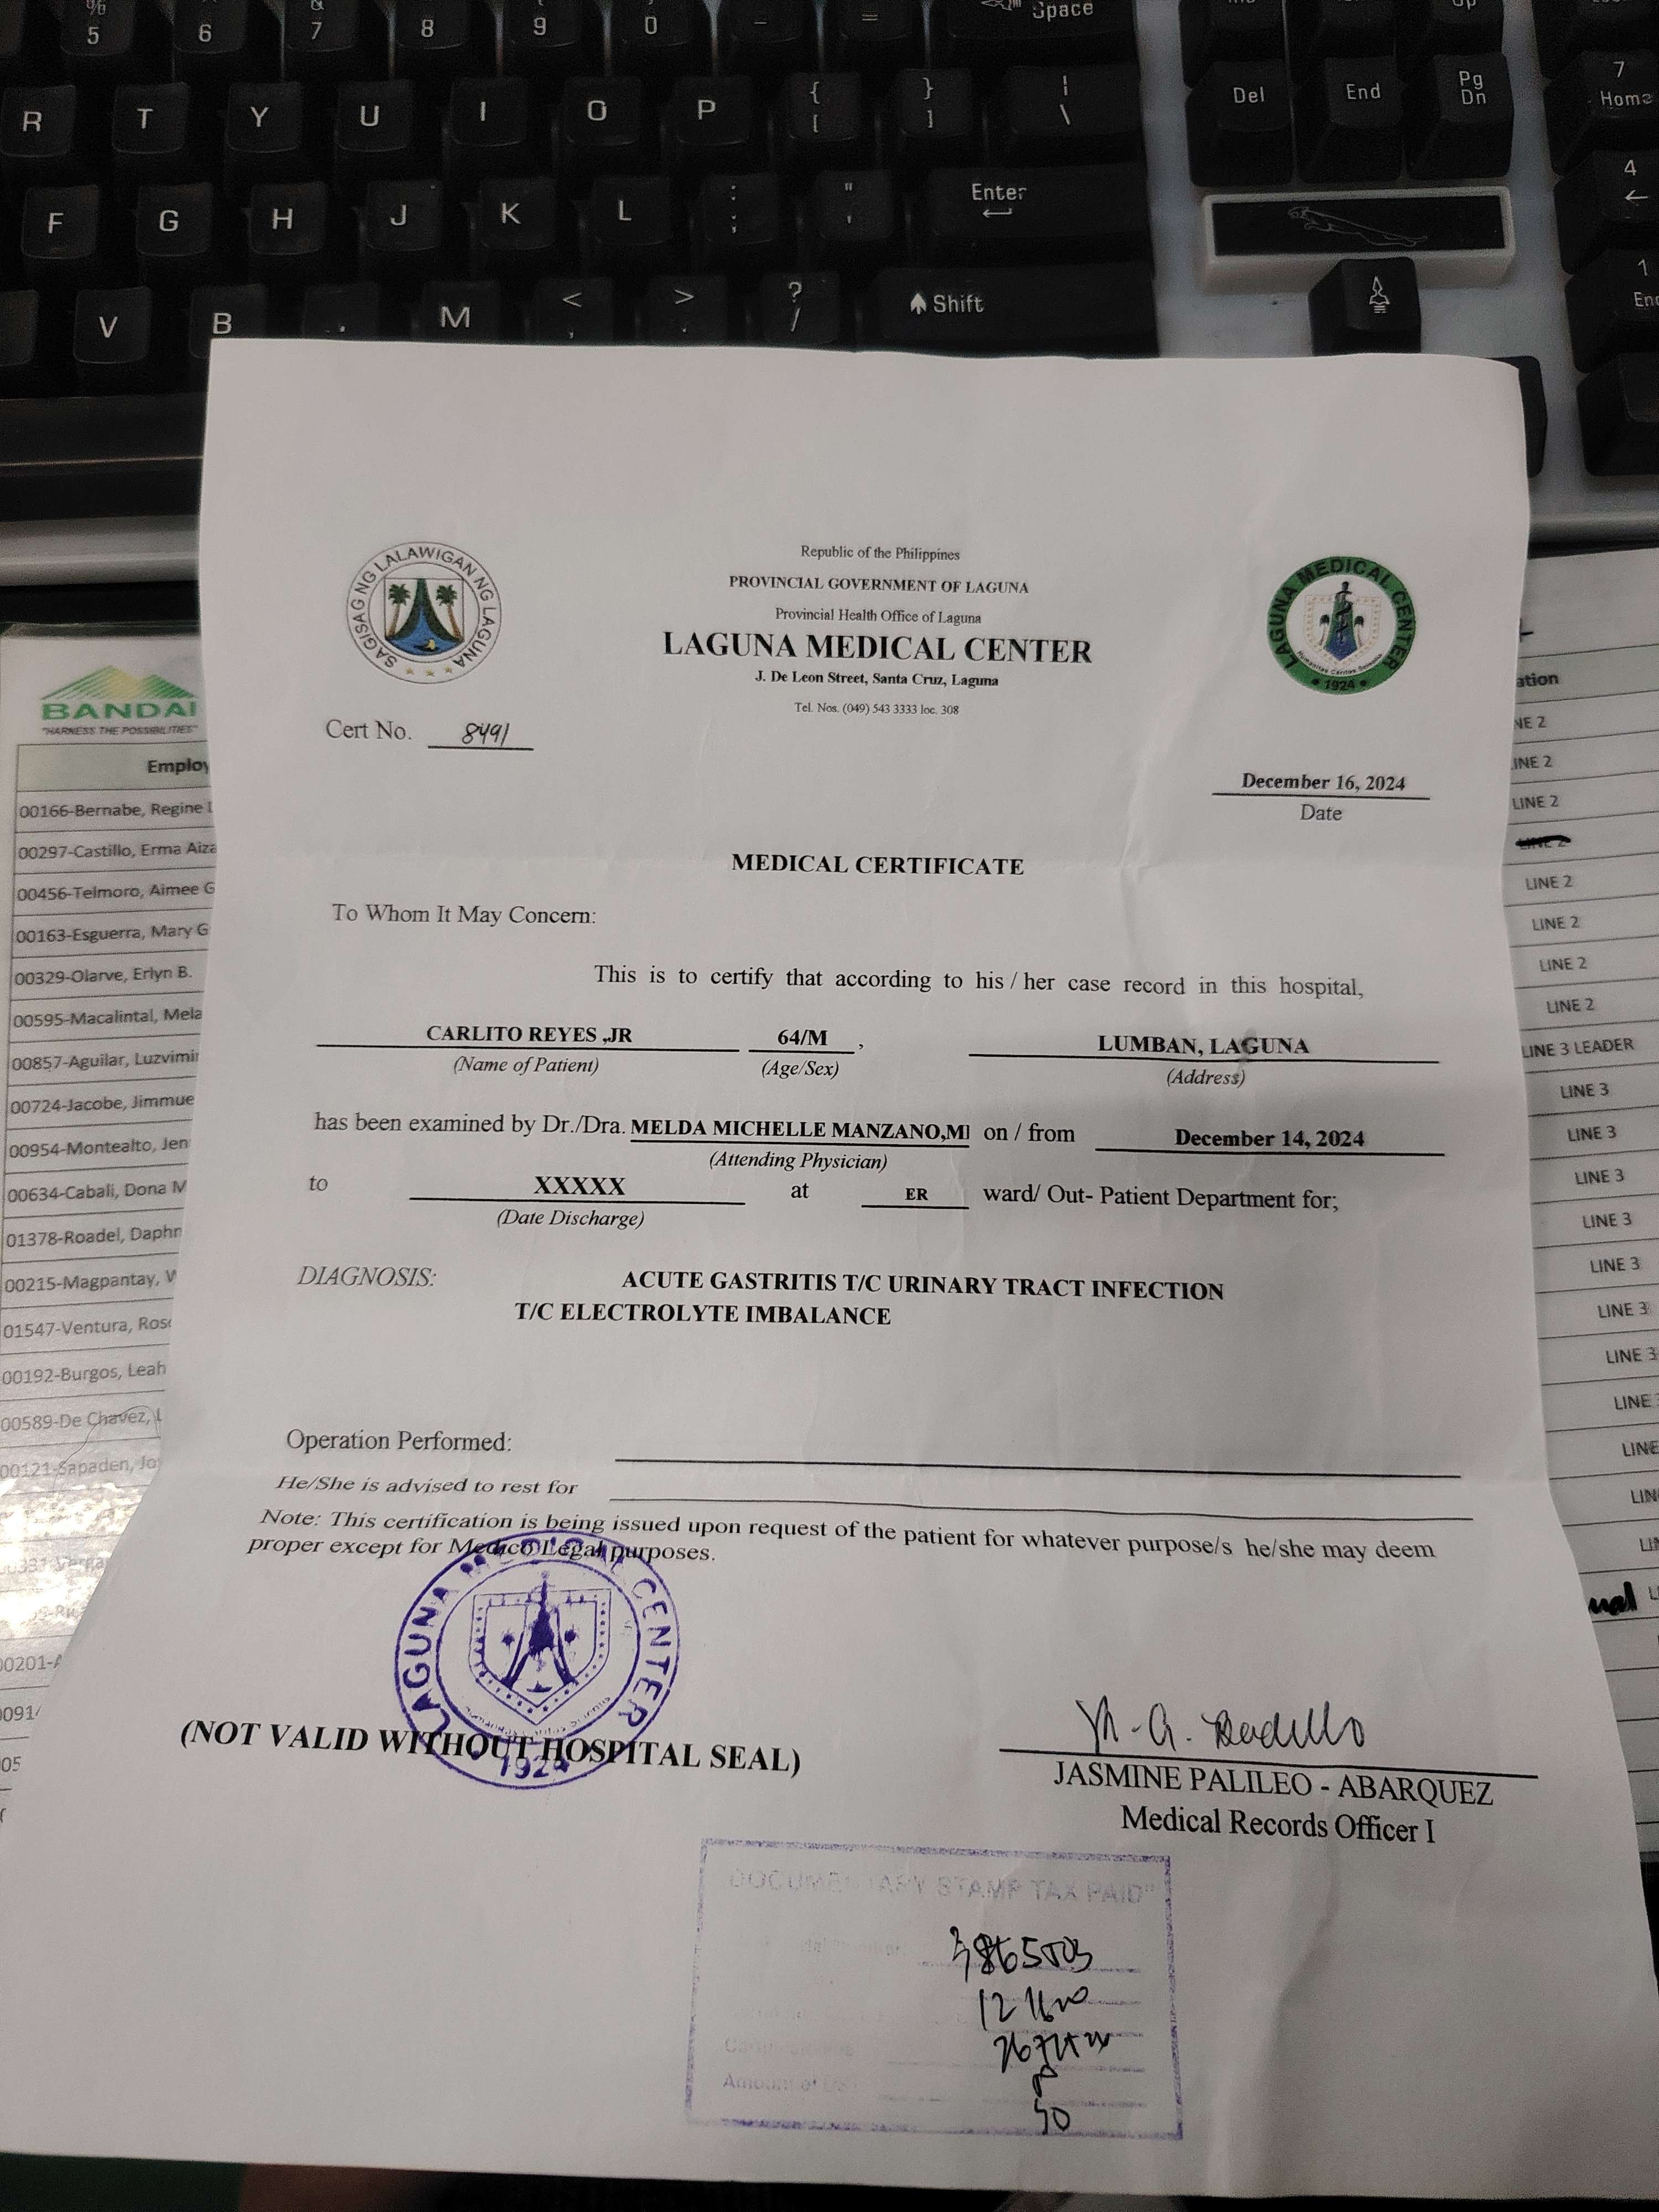 %
5
6
&
7
8
9
0
-
=
Space
R
T
Y
U
I
O
P
{
[
}
]
|
\
Del
End
Pg
Dn
7
Home
F
G
H
J
K
L
:
;
"
'
Enter
4
V
B
M
<
,
>
.
?
/
Shift
1
SAGISAG NG LALAWIGAN NG LAGUNA
Republic of the Philippines
PROVINCIAL GOVERNMENT OF LAGUNA
Provincial Health Office of Laguna
LAGUNA MEDICAL CENTER
J. De Leon Street, Santa Cruz, Laguna
Tel. Nos. (049) 543 3333 loc. 308
LAGUNA MEDICAL CENTER
1924
Cert No. 8491
December 16, 2024
Date
MEDICAL CERTIFICATE
To Whom It May Concern:
This is to certify that according to his / her case record in this hospital,
CARLITO REYES ,JR 64/M , LUMBAN, LAGUNA
(Name of Patient) (Age/Sex) (Address)
has been examined by Dr./Dra. MELDA MICHELLE MANZANO,MI on / from December 14, 2024
(Attending Physician)
to XXXXX at ER ward/ Out- Patient Department for;
(Date Discharge)
DIAGNOSIS: ACUTE GASTRITIS T/C URINARY TRACT INFECTION
T/C ELECTROLYTE IMBALANCE
Operation Performed:
He/She is advised to rest for
Note: This certification is being issued upon request of the patient for whatever purpose/s he/she may deem
proper except for Medico Legal purposes.
LAGUNA MEDICAL CENTER
1924
(NOT VALID WITHOUT HOSPITAL SEAL)
JASMINE PALILEO - ABARQUEZ
Medical Records Officer I
DOCUMENTARY STAMP TAX PAID"
Amount of
50
BANDAI
"HARNESS THE POSSIBILITIES"
Employ
00166-Bernabe, Regine
00297-Castillo, Erma Aiza
00456-Telmoro, Aimee G
00163-Esguerra, Mary G
00329-Olarve, Erlyn B.
00595-Macalintal, Mela
00857-Aguilar, Luzvimi
00724-Jacobe, Jimmue
00954-Montealto, Jen
00634-Cabali, Dona M
01378-Roadel, Daphn
00215-Magpantay, V
01547-Ventura, Ros
00192-Burgos, Leah
00589-De Chavez,
00121-Sapaden, Jo
00201-A
0091
05
ation
NE 2
INE 2
LINE 2
LINE 2
LINE 2
LINE 2
LINE 2
LINE 2
LINE 3 LEADER
LINE 3
LINE 3
LINE 3
LINE 3
LINE 3
LINE 3
LINE 3
LINE
LINE
LIN
LI